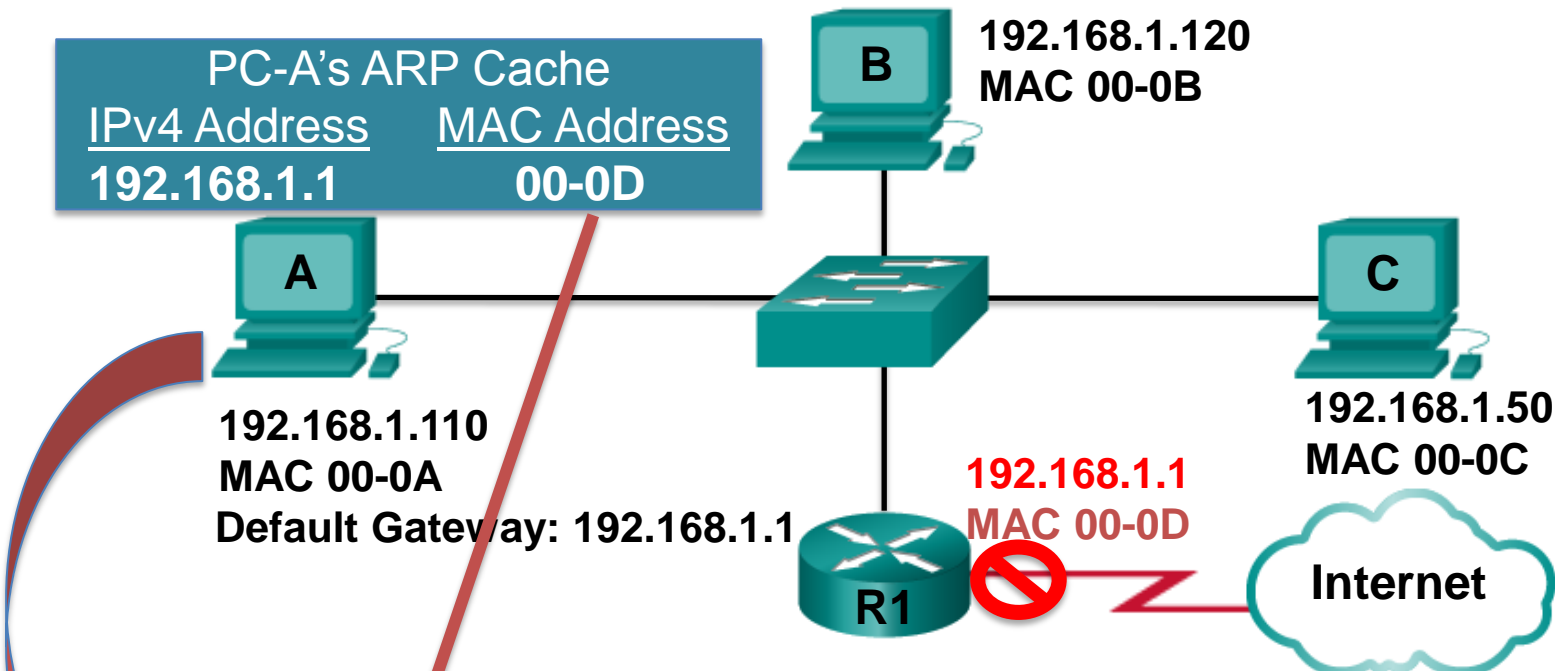 PC-A's ARP Cache
IPv4 Address MAC Address
192.168.1.1 00-0D
B
192.168.1.120
MAC 00-0B
A
192.168.1.110
MAC 00-0A
Default Gateway: 192.168.1.1
C
192.168.1.50
MAC 00-0C
192.168.1.1
MAC 00-0D
R1
Internet